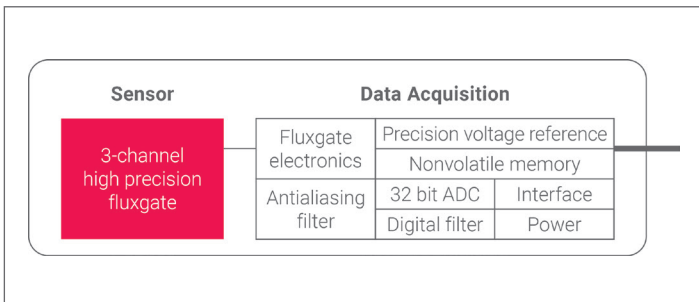 Sensor
Data Acquisition
3-channel
high precision
fluxgate
Fluxgate
electronics
Precision voltage reference
Nonvolatile memory
Antialiasing
filter
32 bit ADC
Interface
Digital filter
Power